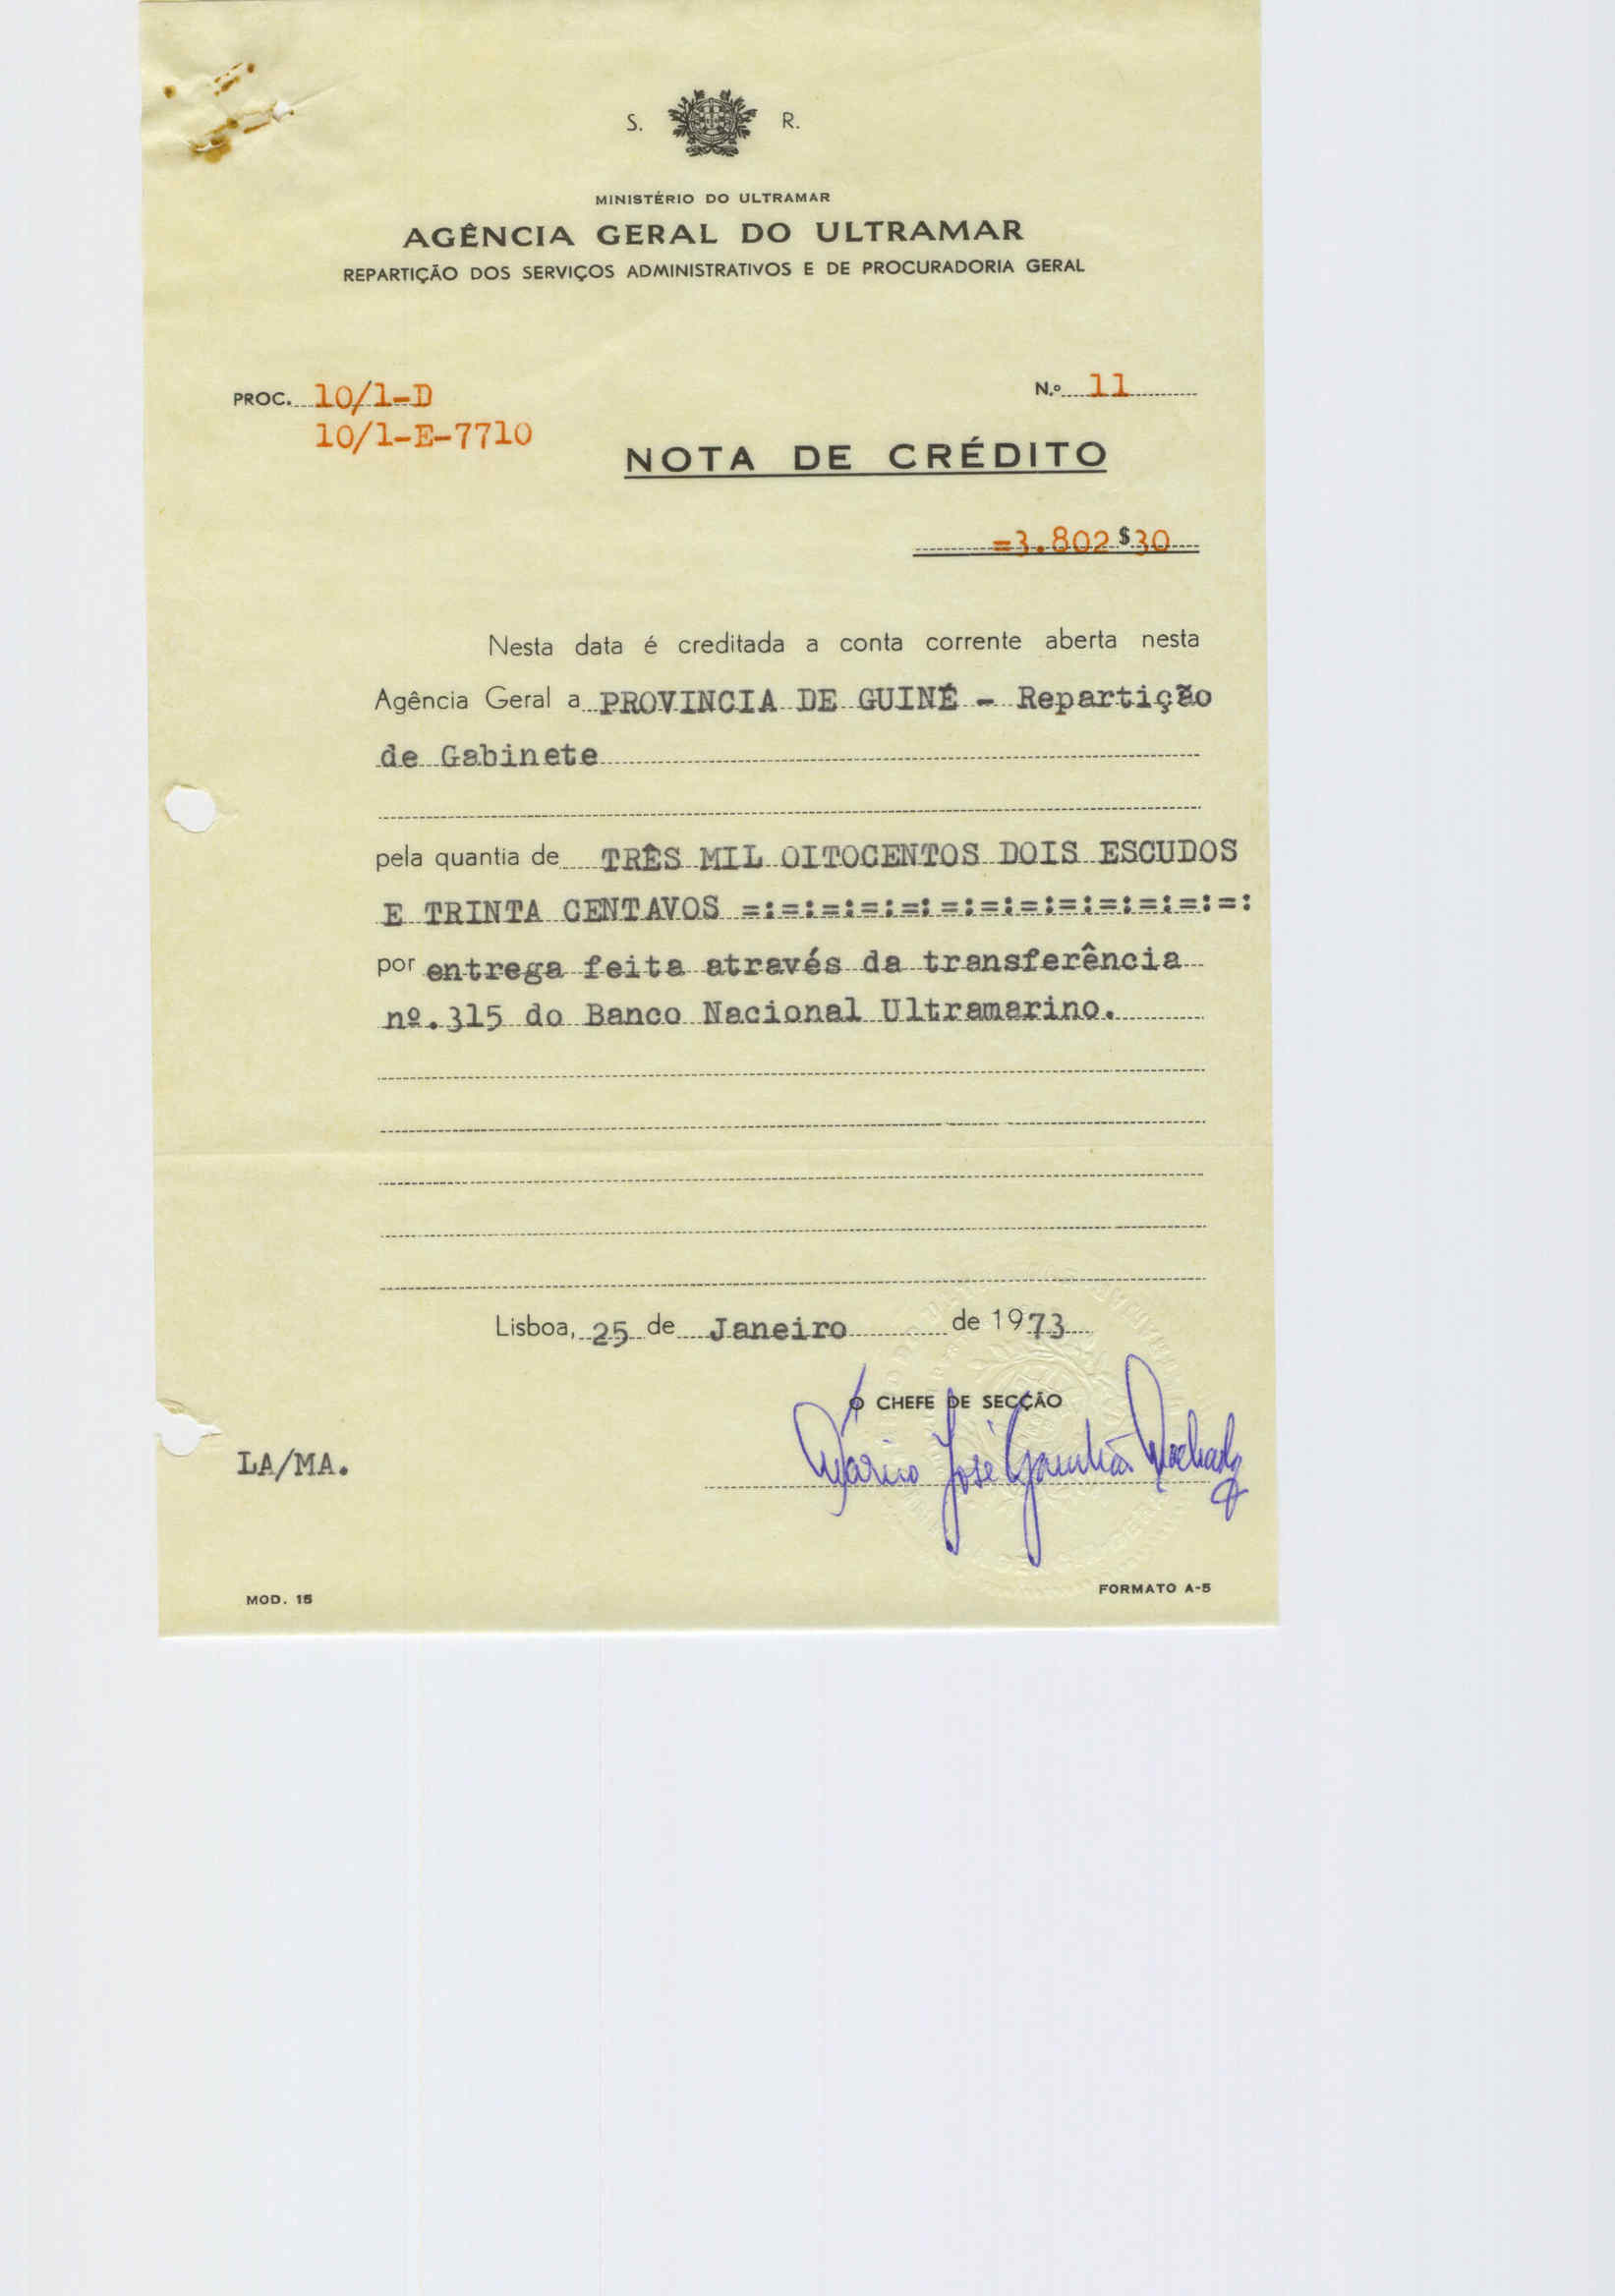 S. R.
MINISTÉRIO DO ULTRAMAR
AGÊNCIA GERAL DO ULTRAMAR
REPARTIÇÃO DOS SERVIÇOS ADMINISTRATIVOS E DE PROCURADORIA GERAL
PROC. 10/1-D
N.º 11
10/1-E-7710
NOTA DE CRÉDITO
=3.802$30
Nesta data é creditada a conta corrente aberta nesta
Agência Geral a PROVINCIA DE GUINÉ - Repartição
de Gabinete
pela quantia de TRÊS MIL OITOCENTOS DOIS ESCUDOS
E TRINTA CENTAVOS =:=:=:=:=:=:=:=:=:=:=:=:=:
por entrega feita através da transferência
nº.315 do Banco Nacional Ultramarino.
Lisboa, 25 de Janeiro de 1973
O CHEFE DE SECÇÃO
Mário José Machado
LA/MA.
MOD. 15
FORMATO A-5